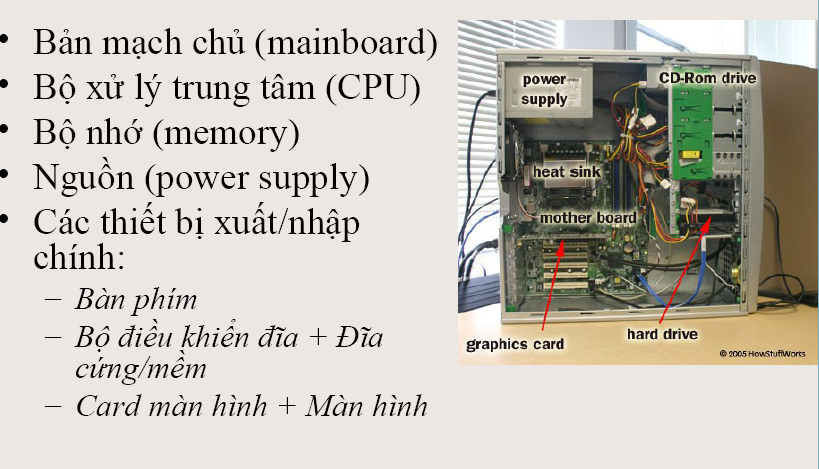 • Bản mạch chủ (mainboard)
• Bộ xử lý trung tâm (CPU)
• Bộ nhớ (memory)
• Nguồn (power supply)
• Các thiết bị xuất/nhập
chính:
– Bàn phím
– Bộ điều khiển đĩa + Đĩa
cứng/mềm
– Card màn hình + Màn hình
power
supply
CD-Rom drive
heat sink
mother board
graphics card
hard drive
© 2005 HowStuffWorks